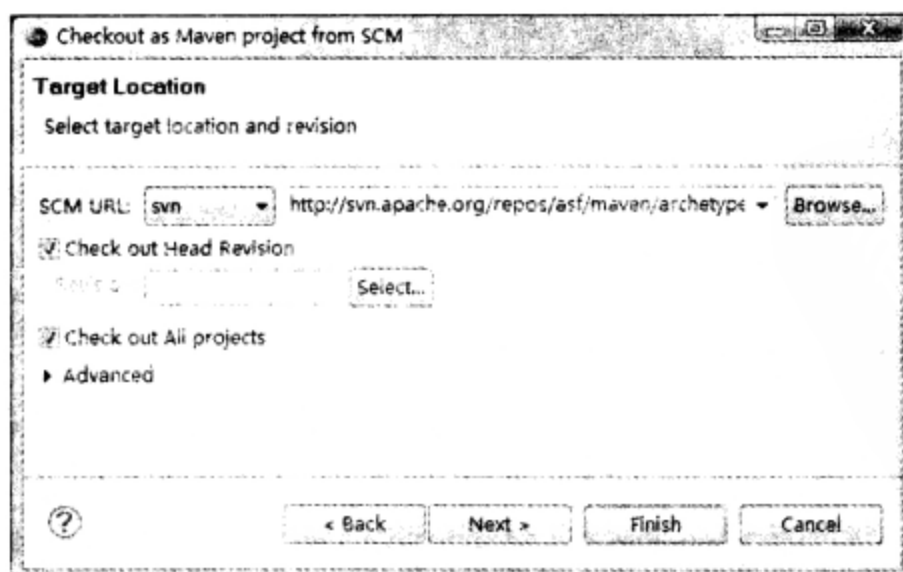 Checkout as Maven project from SCM
Target Location
Select target location and revision
SCM URL: svn http://svn.apache.org/repos/asf/maven/archetype Browse...
Check out Head Revision
Select...
Check out All projects
Advanced
? < Back Next > Finish Cancel